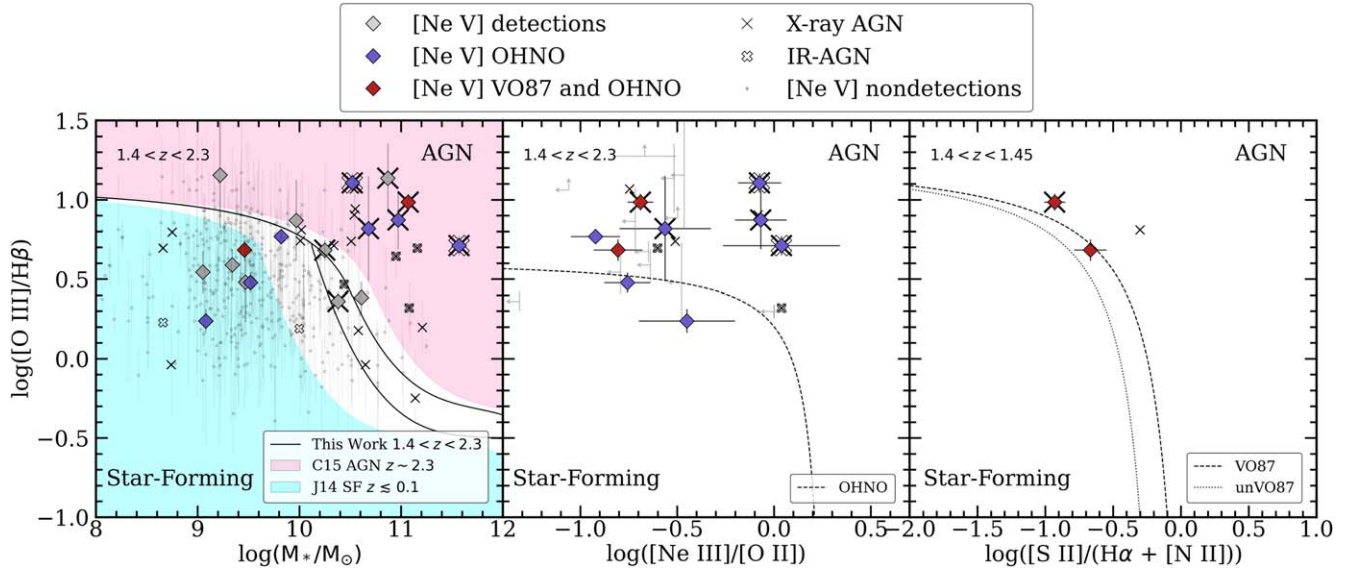 [Ne V] detections
[Ne V] OHNO
[Ne V] VO87 and OHNO
X-ray AGN
IR-AGN
[Ne V] nondetections
log([O III]/Hβ)
1.5
1.0
0.5
0.0
−0.5
−1.0
1.4 < z < 2.3
AGN
Star-Forming
This Work 1.4 < z < 2.3
C15 AGN z ~ 2.3
J14 SF z ≲ 0.1
8 9 10 11 12
log(M*/M⊙)
1.4 < z < 2.3
AGN
Star-Forming
OHNO
−1.0 −0.5 0.0 0.5
log([Ne III]/[O II])
1.4 < z < 1.45
AGN
Star-Forming
VO87
unVO87
−2.0 −1.5 −1.0 −0.5 0.0 0.5 1.0
log([S II]/(Hα + [N II]))